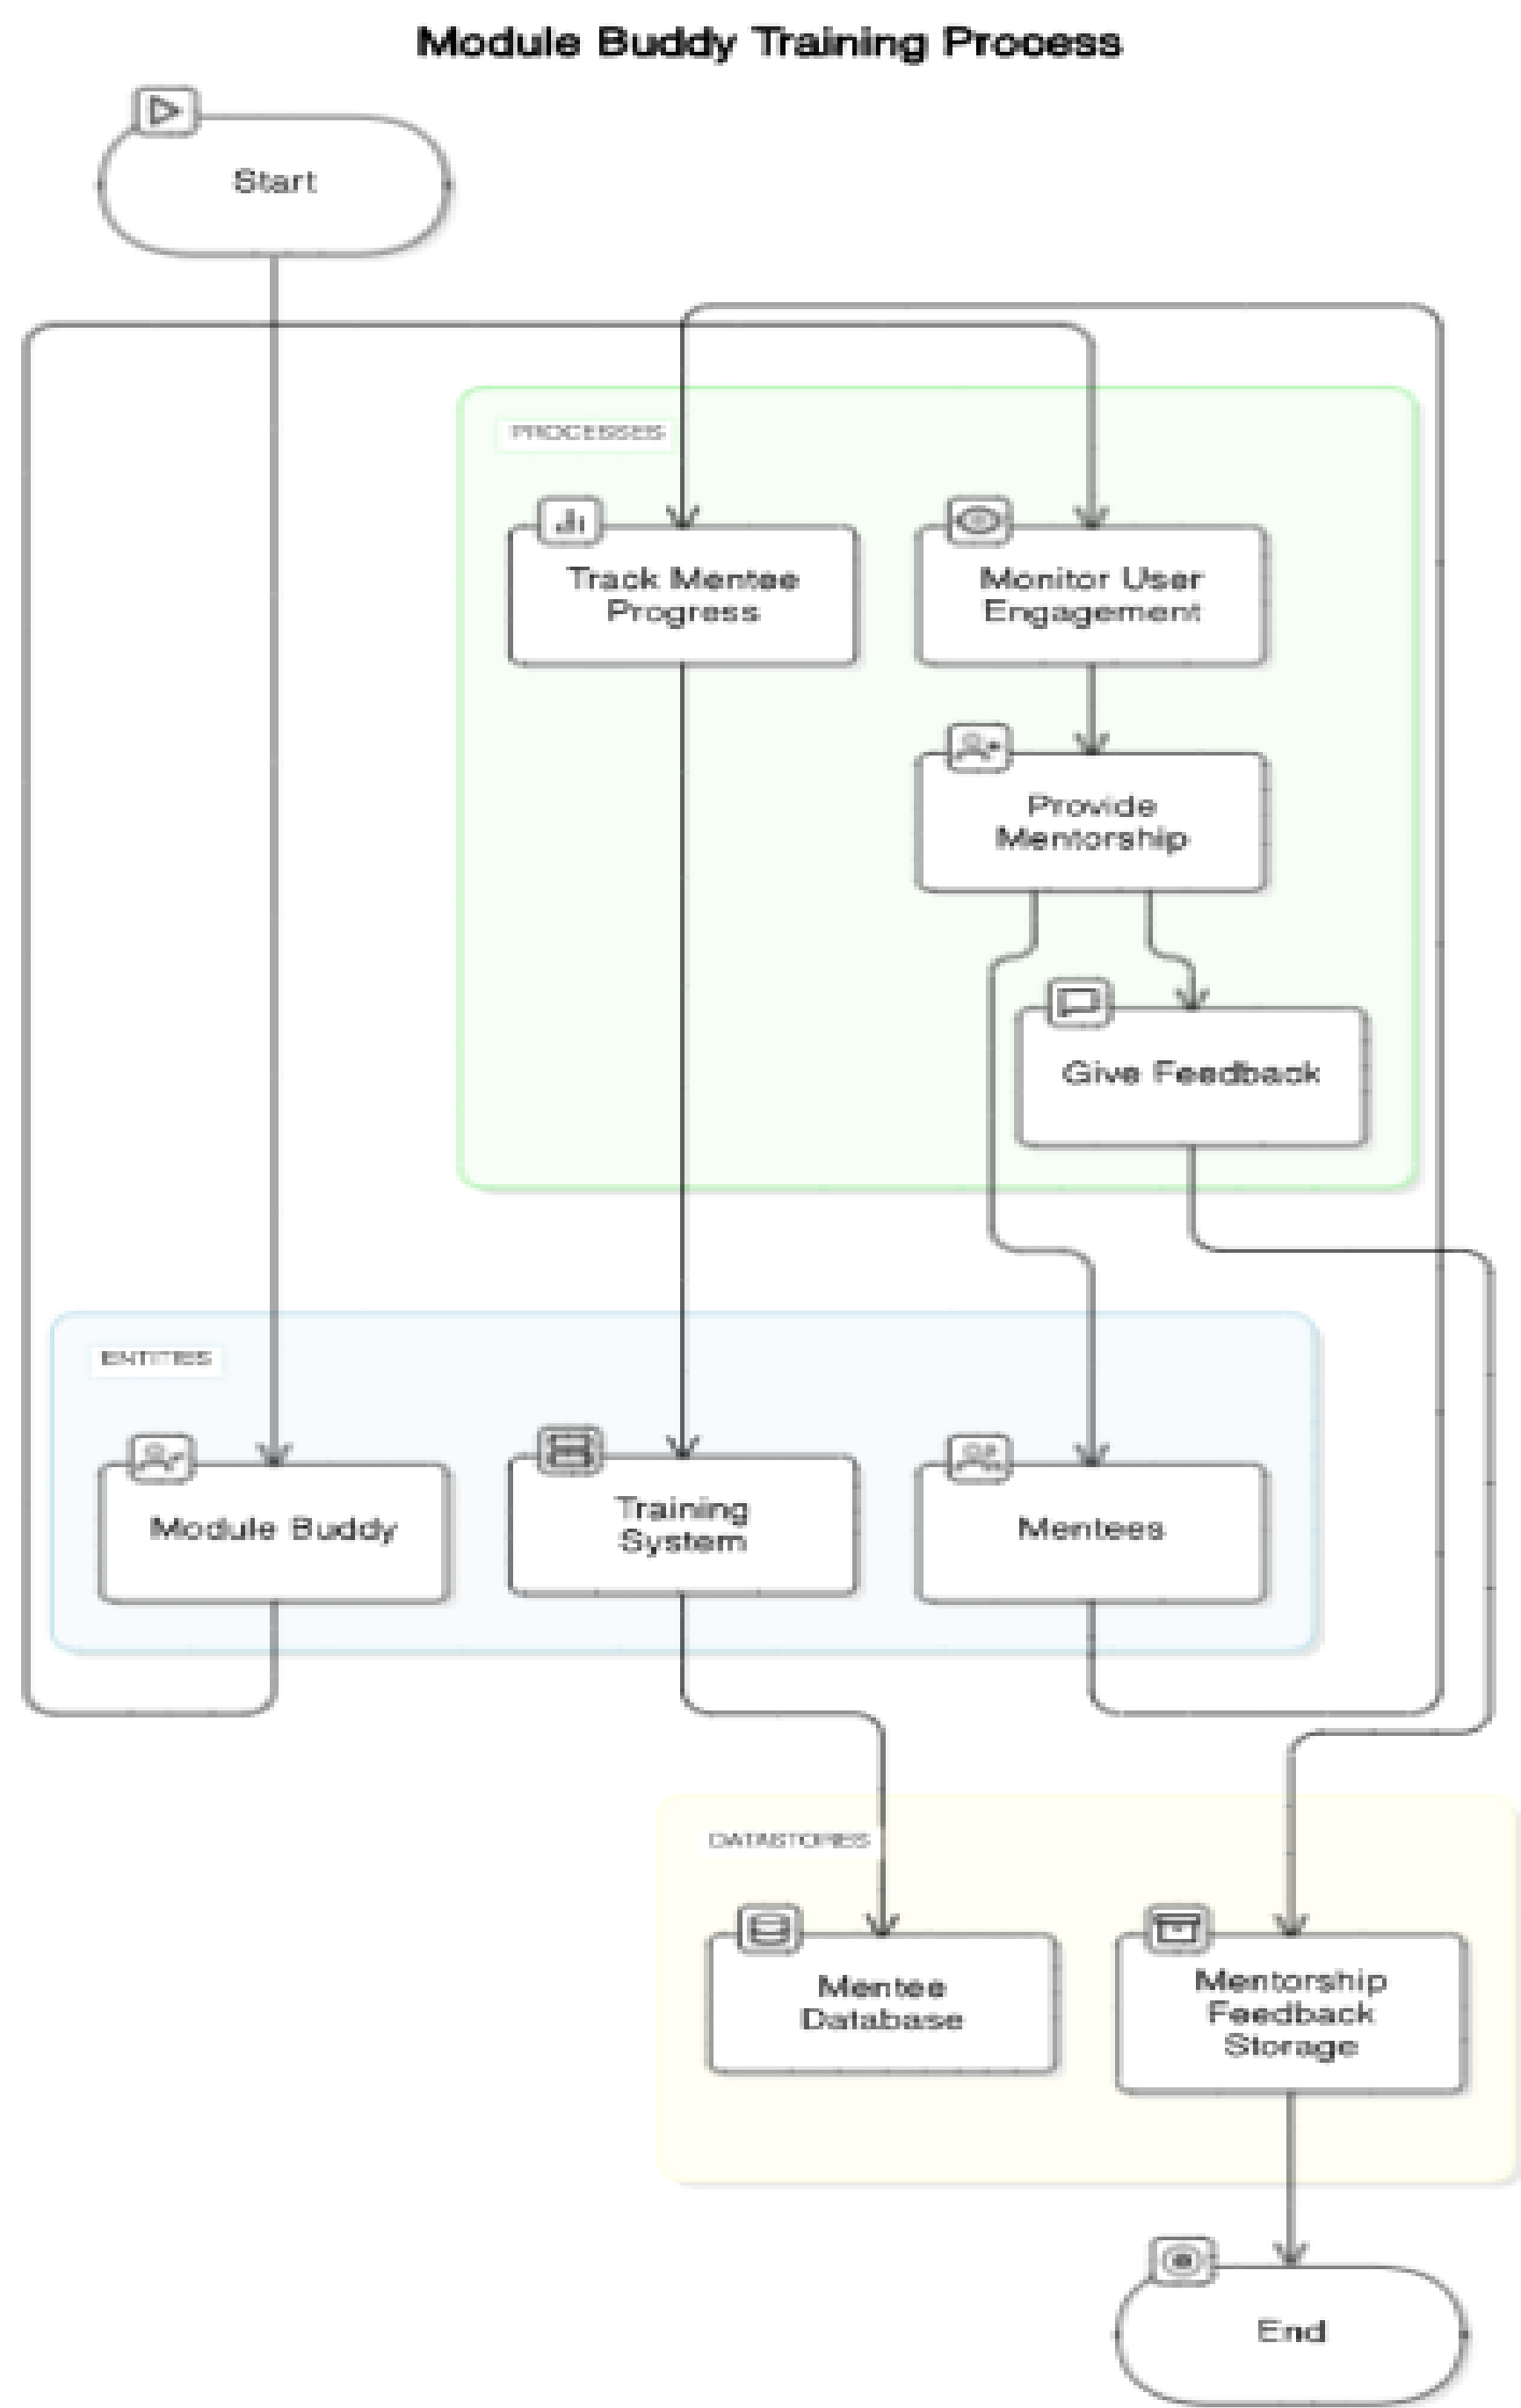 Module Buddy Training Process
Start
PROCESSES
Track Mentee
Progress
Monitor User
Engagement
Provide
Mentorship
Give Feedback
ENTITIES
Module Buddy
Training
System
Mentees
DATASTORES
Mentee
Database
Mentorship
Feedback
Storage
End